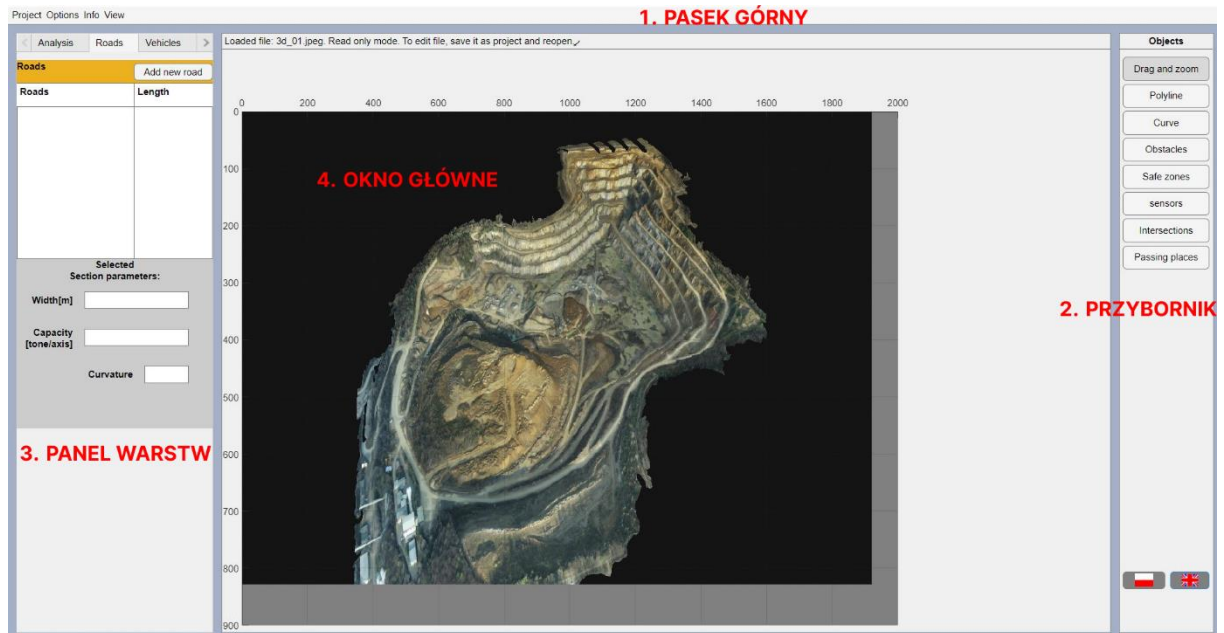 Project Options Info View
1. PASEK GÓRNY
Analysis Roads Vehicles
Roads Add new road
Roads Length
Selected
Section parameters:
Width[m]
Capacity
[tone/axis]
Curvature
3. PANEL WARSTW
Loaded file: 3d_01.jpeg. Read only mode. To edit file, save it as project and reopen.
0 200 400 600 800 1000 1200 1400 1600 1800 2000
0
100
200
300
400
500
600
700
800
900
4. OKNO GŁÓWNE
Objects
Drag and zoom
Polyline
Curve
Obstacles
Safe zones
sensors
Intersections
Passing places
2. PRZYBORNIK